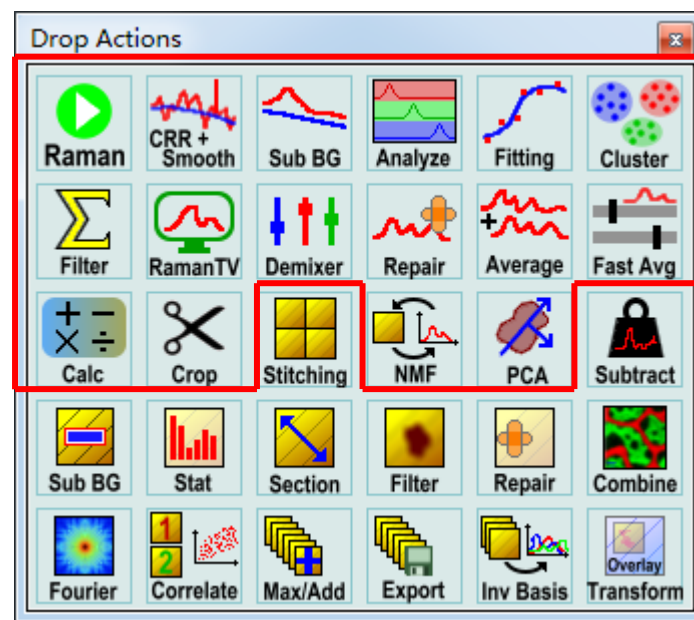 Drop Actions
Raman
CRR +
Smooth
Sub BG
Analyze
Fitting
Cluster
Filter
RamanTV
Demixer
Repair
Average
Fast Avg
Calc
Crop
Stitching
NMF
PCA
Subtract
Sub BG
Stat
Section
Filter
Repair
Combine
Fourier
1
2
Correlate
Max/Add
Export
Inv Basis
Overlay
Transform